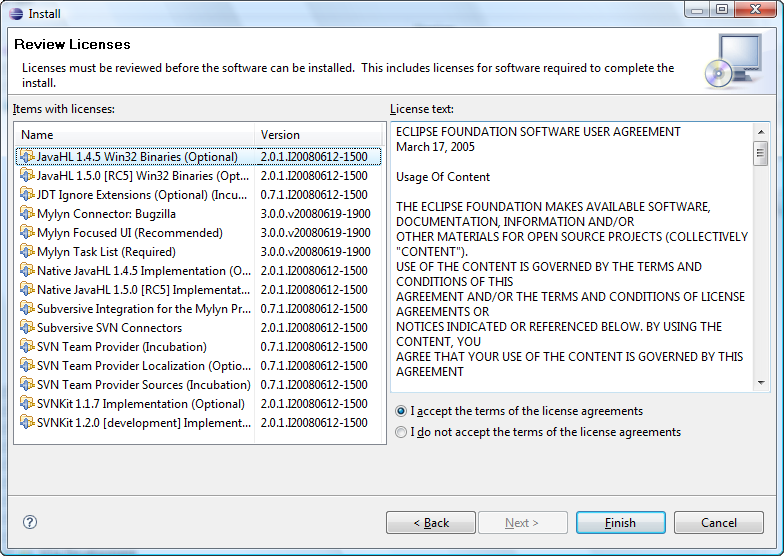 Install
Review Licenses
Licenses must be reviewed before the software can be installed.  This includes licenses for software required to complete the
install.
Items with licenses:
Name Version
JavaHL 1.4.5 Win32 Binaries (Optional) 2.0.1.I20080612-1500
JavaHL 1.5.0 [RC5] Win32 Binaries (Opt... 2.0.1.I20080612-1500
JDT Ignore Extensions (Optional) (Incu... 0.7.1.I20080612-1500
Mylyn Connector: Bugzilla 3.0.0.v20080619-1900
Mylyn Focused UI (Recommended) 3.0.0.v20080619-1900
Mylyn Task List (Required) 3.0.0.v20080619-1900
Native JavaHL 1.4.5 Implementation (O... 2.0.1.I20080612-1500
Native JavaHL 1.5.0 [RC5] Implementat... 2.0.1.I20080612-1500
Subversive Integration for the Mylyn Pr... 0.7.1.I20080612-1500
Subversive SVN Connectors 2.0.1.I20080612-1500
SVN Team Provider (Incubation) 0.7.1.I20080612-1500
SVN Team Provider Localization (Optio... 0.7.1.I20080612-1500
SVN Team Provider Sources (Incubation) 0.7.1.I20080612-1500
SVNKit 1.1.7 Implementation (Optional) 2.0.1.I20080612-1500
SVNKit 1.2.0 [development] Implement... 2.0.1.I20080612-1500
License text:
ECLIPSE FOUNDATION SOFTWARE USER AGREEMENT
March 17, 2005
Usage Of Content
THE ECLIPSE FOUNDATION MAKES AVAILABLE SOFTWARE,
DOCUMENTATION, INFORMATION AND/OR
OTHER MATERIALS FOR OPEN SOURCE PROJECTS (COLLECTIVELY
"CONTENT").
USE OF THE CONTENT IS GOVERNED BY THE TERMS AND
CONDITIONS OF THIS
AGREEMENT AND/OR THE TERMS AND CONDITIONS OF LICENSE
AGREEMENTS OR
NOTICES INDICATED OR REFERENCED BELOW. BY USING THE
CONTENT, YOU
AGREE THAT YOUR USE OF THE CONTENT IS GOVERNED BY THIS
AGREEMENT
I accept the terms of the license agreements
I do not accept the terms of the license agreements
?
< Back
Next >
Finish
Cancel